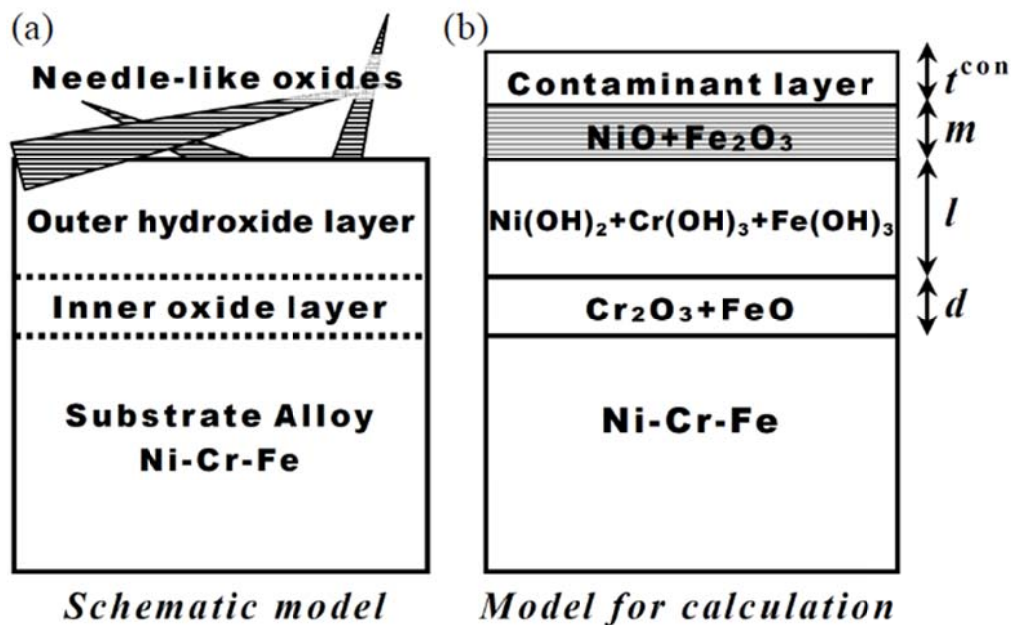 (a)
Needle-like oxides
Outer hydroxide layer
Inner oxide layer
Substrate Alloy
Ni-Cr-Fe
Schematic model
(b)
Contaminant layer
NiO+Fe₂O₃
Ni(OH)₂+Cr(OH)₃+Fe(OH)₃
Cr₂O₃+FeO
Ni-Cr-Fe
t^con
m
l
d
Model for calculation